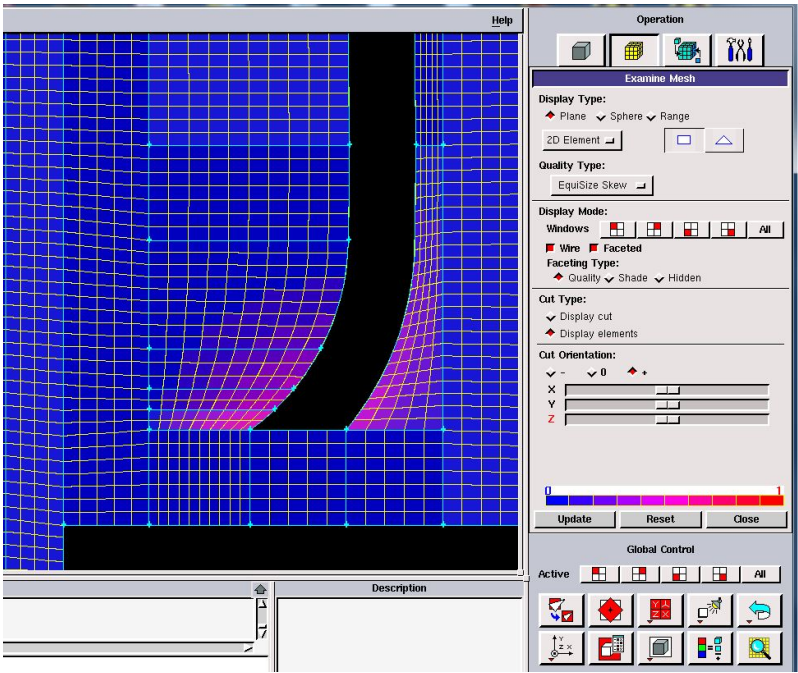 Help
Operation
Examine Mesh
Display Type:
Plane Sphere Range
2D Element
Quality Type:
EquiSize Skew
Display Mode:
Windows All
Wire Faceted
Faceting Type:
Quality Shade Hidden
Cut Type:
Display cut
Display elements
Cut Orientation:
- 0 +
X
Y
Z
0 1
Update Reset Close
Global Control
Active All
Description